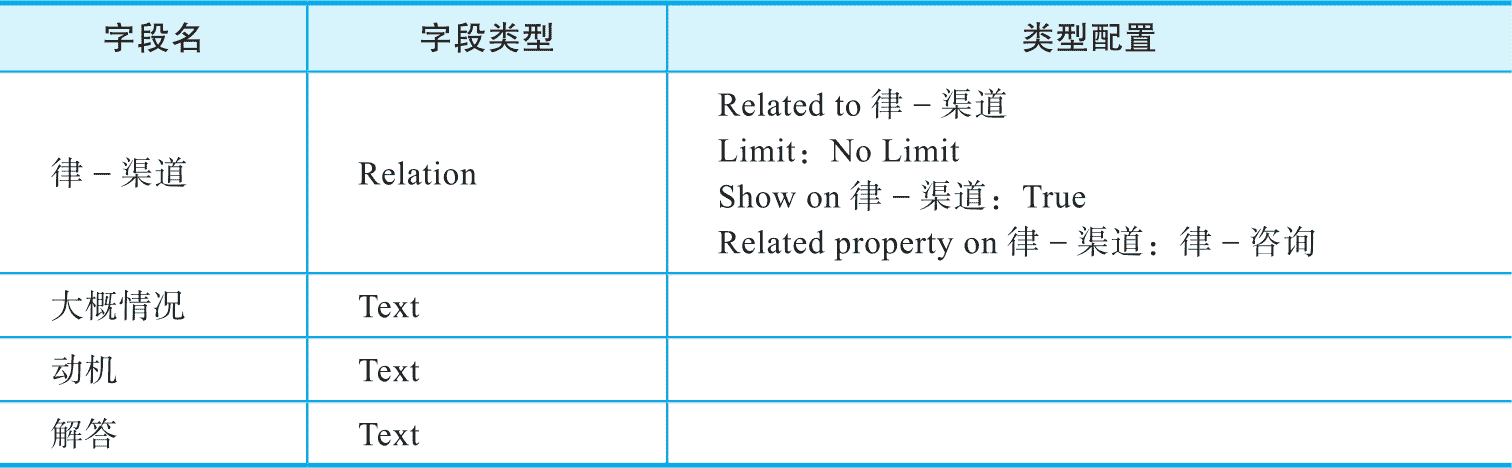 字段名 字段类型 类型配置
律－渠道 Relation Related to 律－渠道
Limit：No Limit
Show on 律－渠道：True
Related property on 律－渠道：律－咨询
大概情况 Text
动机 Text
解答 Text